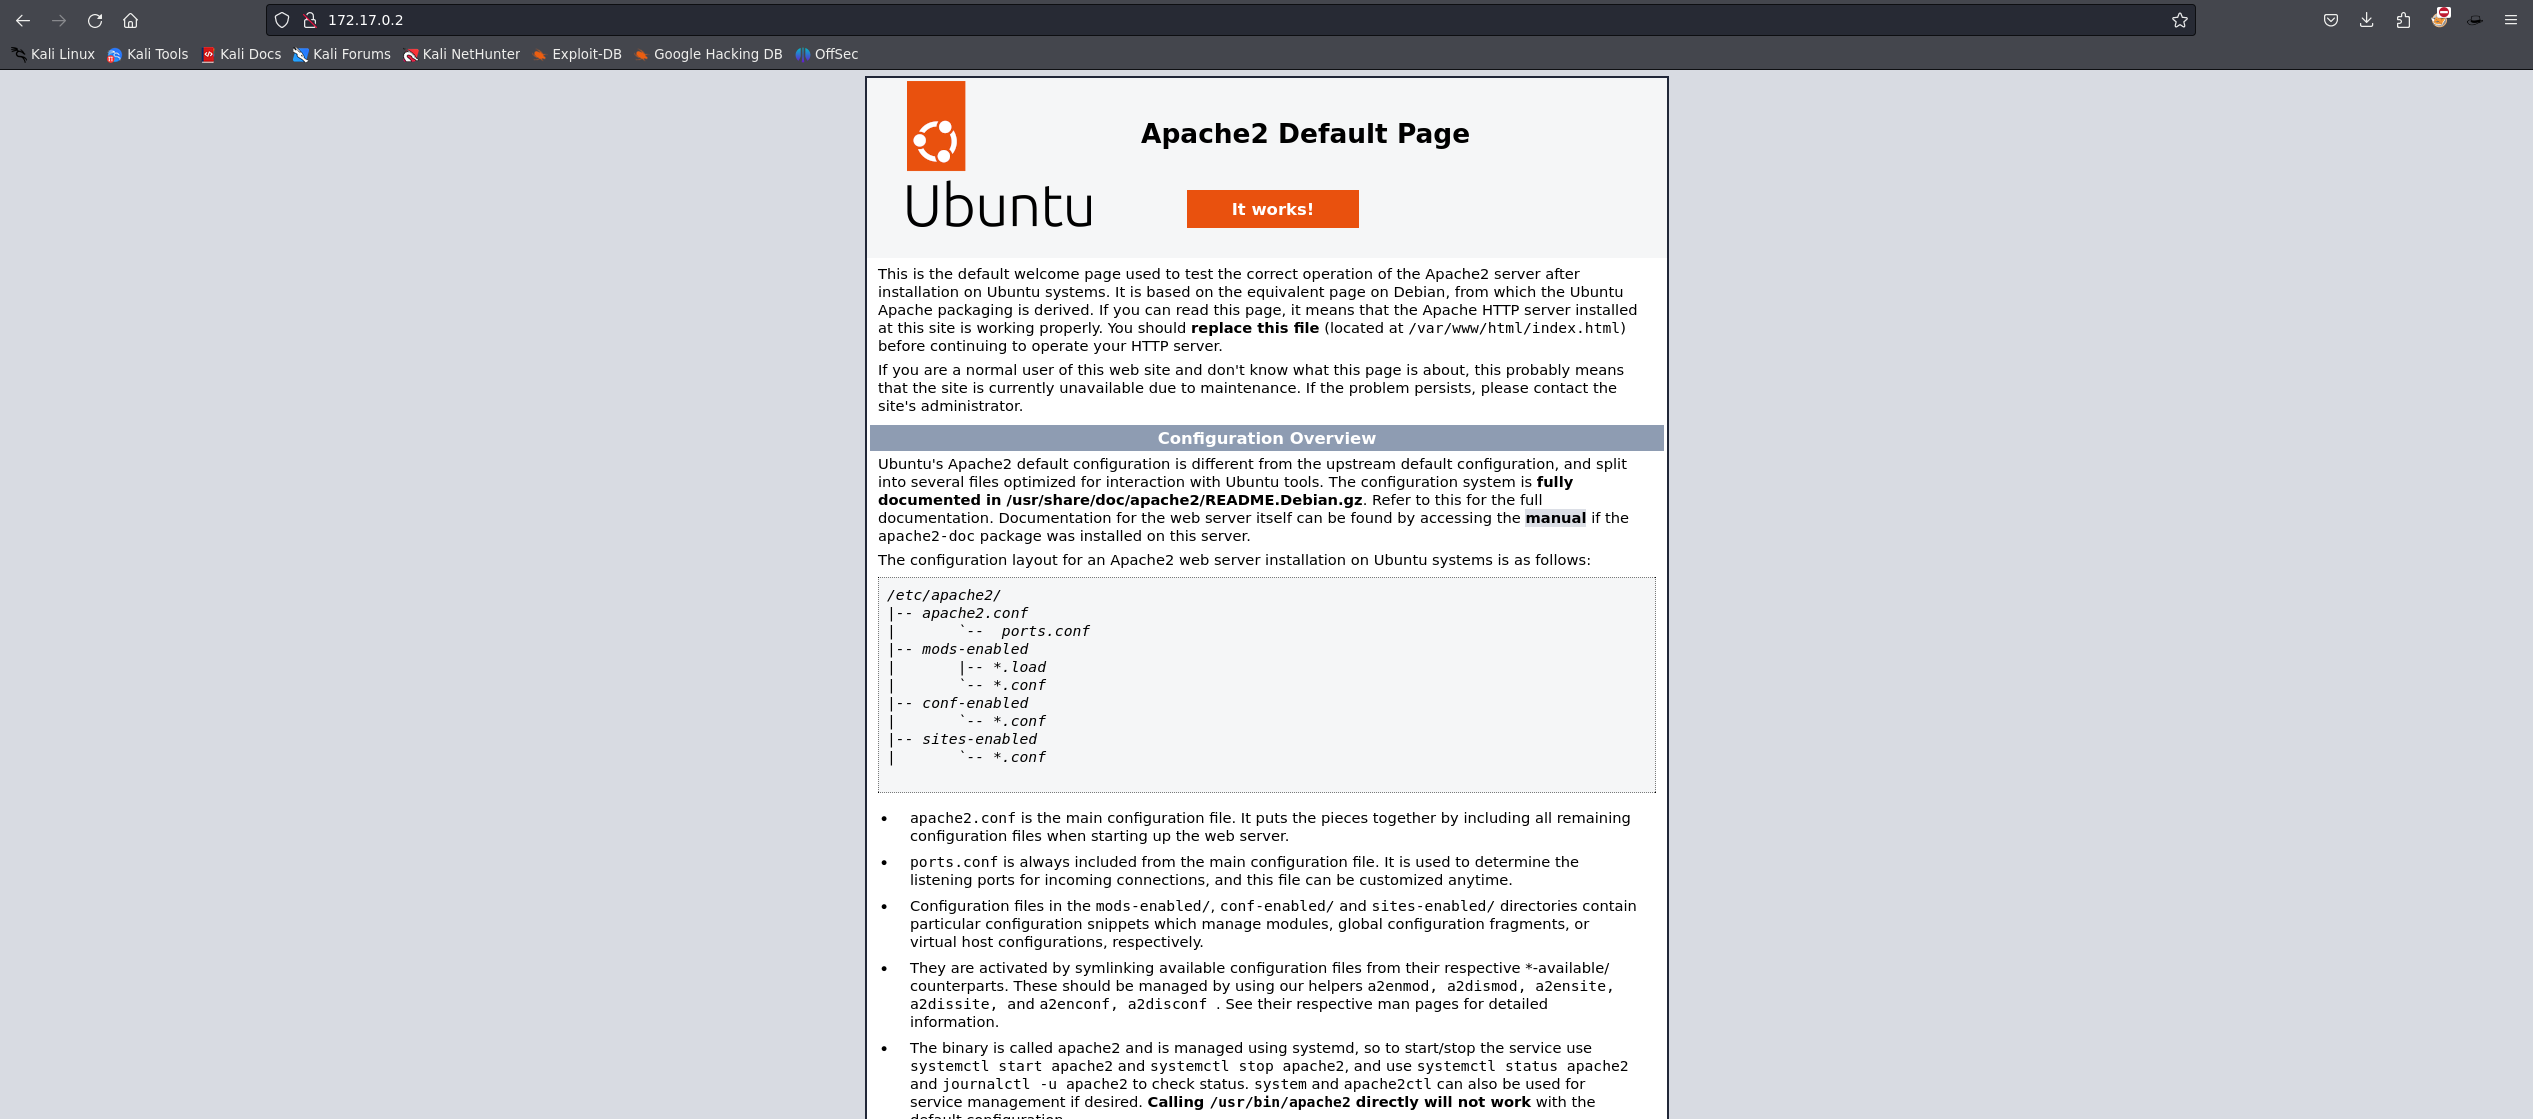 172.17.0.2
Kali Linux Kali Tools Kali Docs Kali Forums Kali NetHunter Exploit-DB Google Hacking DB OffSec
Apache2 Default Page
Ubuntu
It works!
This is the default welcome page used to test the correct operation of the Apache2 server after
installation on Ubuntu systems. It is based on the equivalent page on Debian, from which the Ubuntu
Apache packaging is derived. If you can read this page, it means that the Apache HTTP server installed
at this site is working properly. You should replace this file (located at /var/www/html/index.html)
before continuing to operate your HTTP server.
If you are a normal user of this web site and don't know what this page is about, this probably means
that the site is currently unavailable due to maintenance. If the problem persists, please contact the
site's administrator.
Configuration Overview
Ubuntu's Apache2 default configuration is different from the upstream default configuration, and split
into several files optimized for interaction with Ubuntu tools. The configuration system is fully
documented in /usr/share/doc/apache2/README.Debian.gz. Refer to this for the full
documentation. Documentation for the web server itself can be found by accessing the manual if the
apache2-doc package was installed on this server.
The configuration layout for an Apache2 web server installation on Ubuntu systems is as follows:
/etc/apache2/
|-- apache2.conf
|       `--  ports.conf
|-- mods-enabled
|       |-- *.load
|       `-- *.conf
|-- conf-enabled
|       `-- *.conf
|-- sites-enabled
|       `-- *.conf
• apache2.conf is the main configuration file. It puts the pieces together by including all remaining
configuration files when starting up the web server.
• ports.conf is always included from the main configuration file. It is used to determine the
listening ports for incoming connections, and this file can be customized anytime.
• Configuration files in the mods-enabled/, conf-enabled/ and sites-enabled/ directories contain
particular configuration snippets which manage modules, global configuration fragments, or
virtual host configurations, respectively.
• They are activated by symlinking available configuration files from their respective *-available/
counterparts. These should be managed by using our helpers a2enmod, a2dismod, a2ensite,
a2dissite, and a2enconf, a2disconf . See their respective man pages for detailed
information.
• The binary is called apache2 and is managed using systemd, so to start/stop the service use
systemctl start apache2 and systemctl stop apache2, and use systemctl status apache2
and journalctl -u apache2 to check status. system and apache2ctl can also be used for
service management if desired. Calling /usr/bin/apache2 directly will not work with the
default configuration.